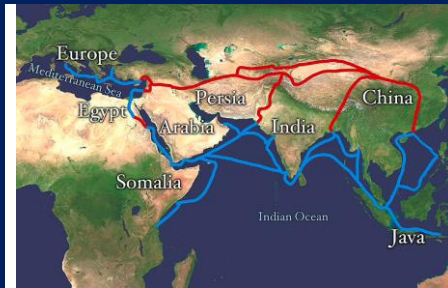 Europe
Mediterranean Sea
Egypt
Persia
China
Arabia
India
Somalia
Indian Ocean
Java